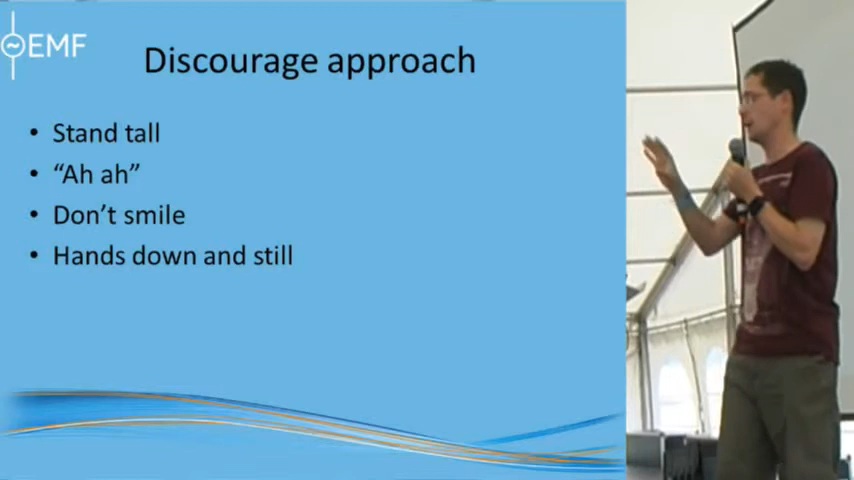 EMF
Discourage approach
• Stand tall
• “Ah ah”
• Don’t smile
• Hands down and still